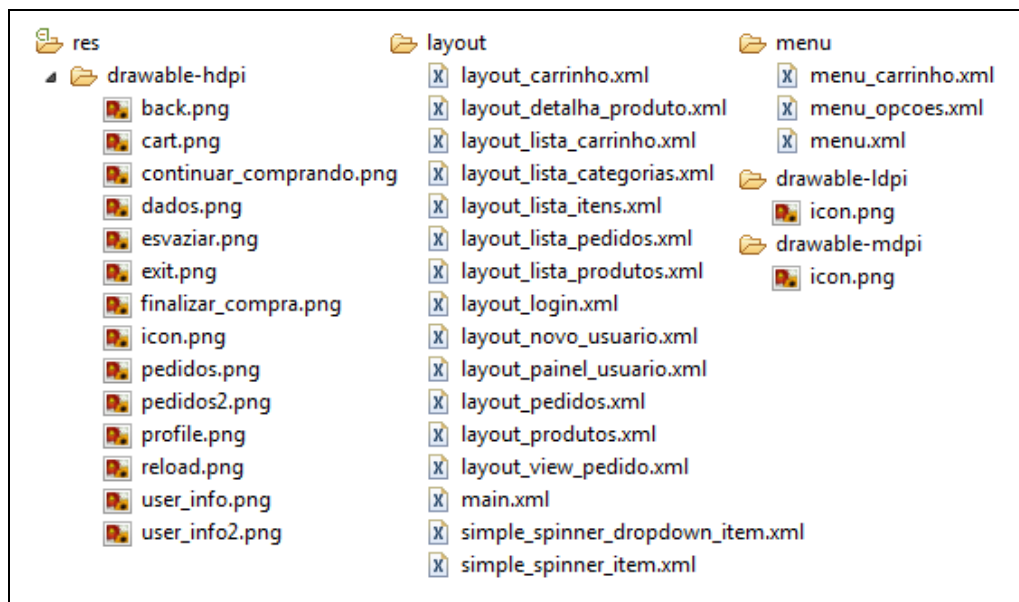 res
drawable-hdpi
back.png
cart.png
continuar_comprando.png
dados.png
esvaziar.png
exit.png
finalizar_compra.png
icon.png
pedidos.png
pedidos2.png
profile.png
reload.png
user_info.png
user_info2.png
layout
layout_carrinho.xml
layout_detalha_produto.xml
layout_lista_carrinho.xml
layout_lista_categorias.xml
layout_lista_itens.xml
layout_lista_pedidos.xml
layout_lista_produtos.xml
layout_login.xml
layout_novo_usuario.xml
layout_painel_usuario.xml
layout_pedidos.xml
layout_produtos.xml
layout_view_pedido.xml
main.xml
simple_spinner_dropdown_item.xml
simple_spinner_item.xml
menu
menu_carrinho.xml
menu_opcoes.xml
menu.xml
drawable-ldpi
icon.png
drawable-mdpi
icon.png